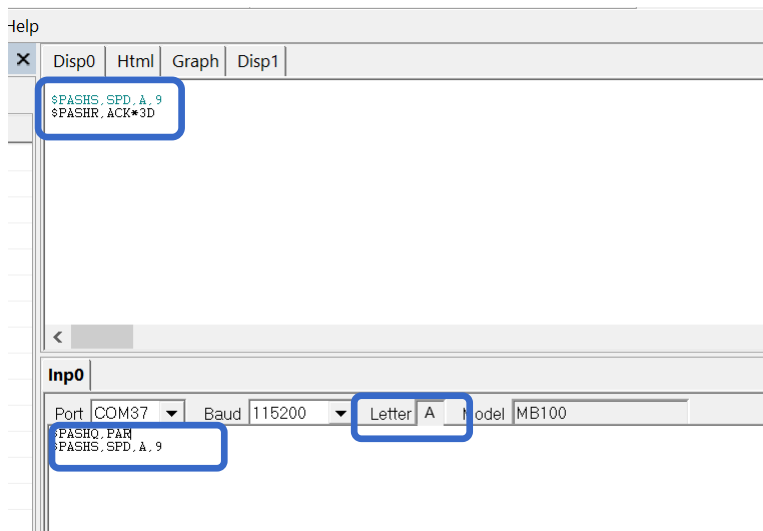 Help
Disp0 Html Graph Disp1
$PASHS,SPD,A,9
$PASHR,ACK*3D
Inp0
Port COM37 Baud 115200 Letter A Model MB100
$PASHQ,PAR
$PASHS,SPD,A,9